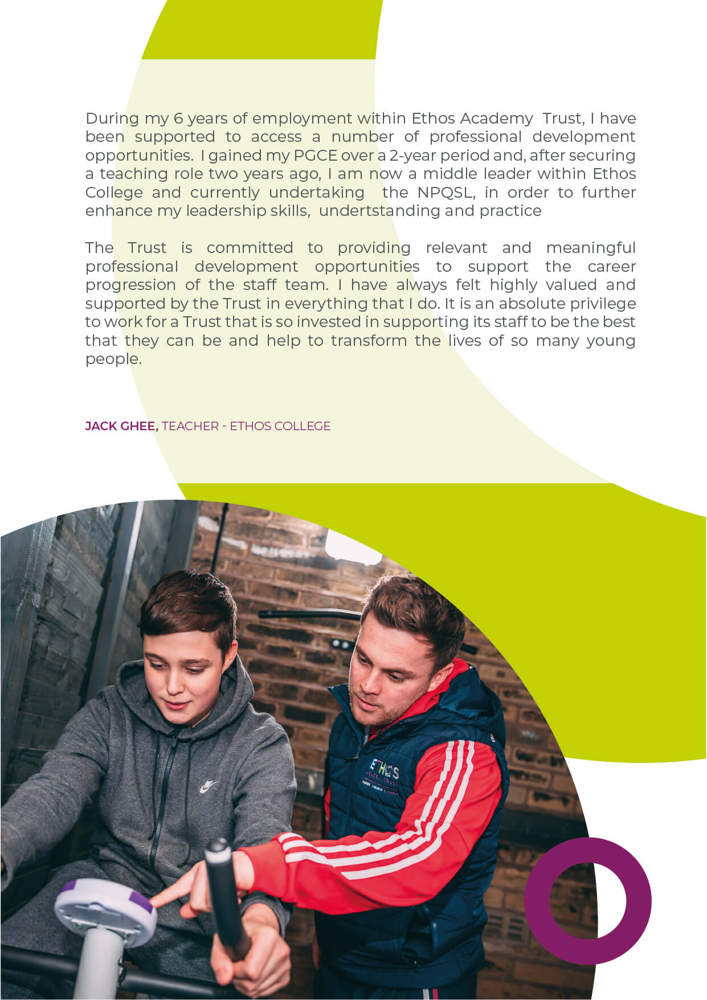 During my 6 years of employment within Ethos Academy  Trust, I have
been supported to access a number of professional development
opportunities.  I gained my PGCE over a 2-year period and, after securing
a teaching role two years ago, I am now a middle leader within Ethos
College and currently undertaking  the NPQSL, in order to further
enhance my leadership skills,  undertstanding and practice
The Trust is committed to providing relevant and meaningful
professional development opportunities to support the career
progression of the staff team. I have always felt highly valued and
supported by the Trust in everything that I do. It is an absolute privilege
to work for a Trust that is so invested in supporting its staff to be the best
that they can be and help to transform the lives of so many young
people.
JACK GHEE, TEACHER - ETHOS COLLEGE
ETHOS
TRUST